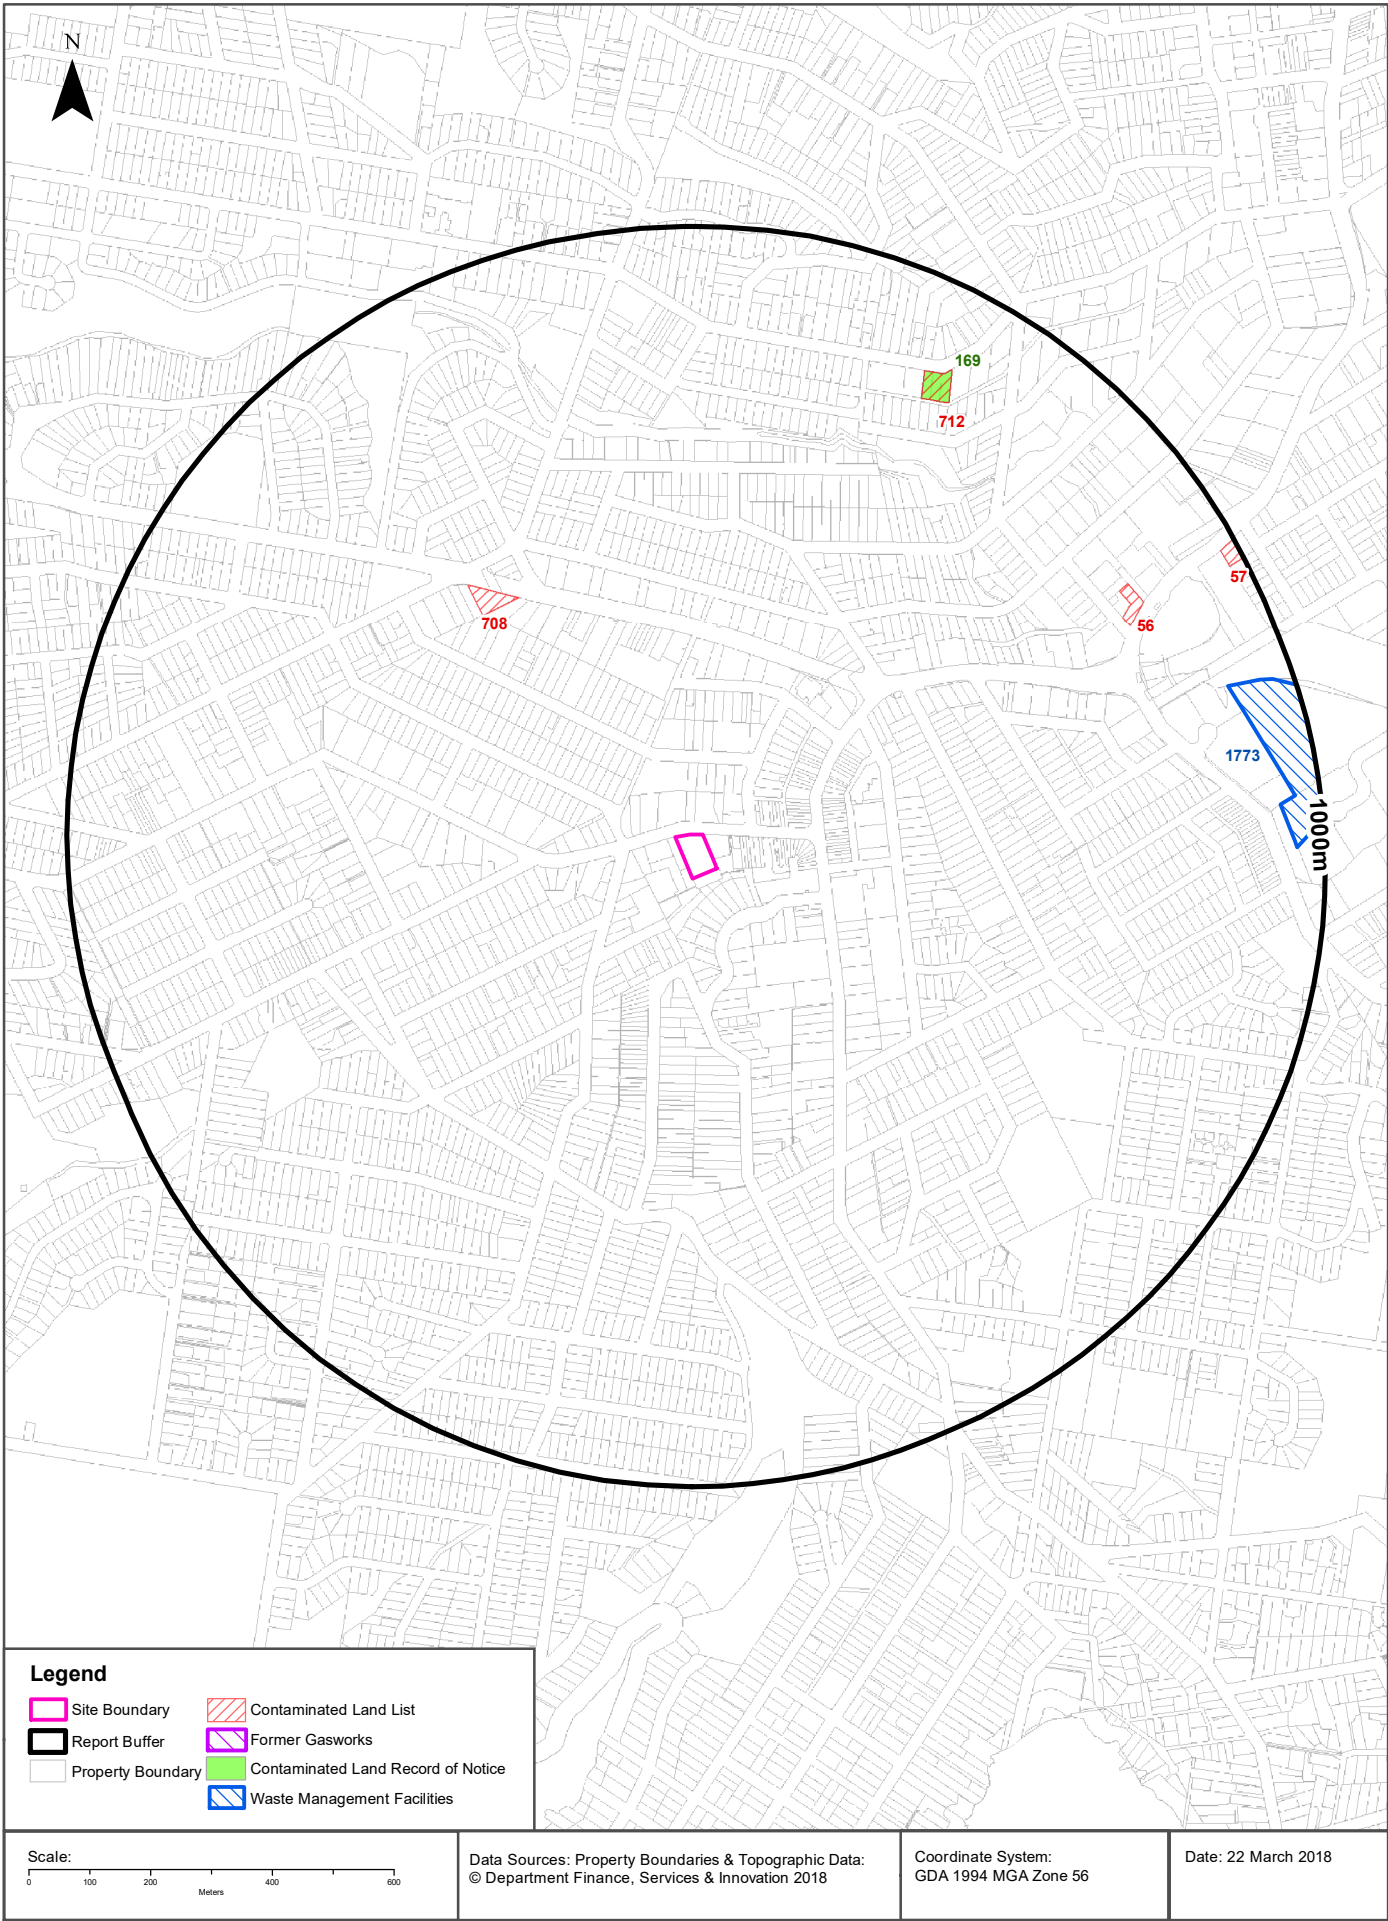 N
169
712
57
56
708
1773
1000m
Legend
Site Boundary
Contaminated Land List
Report Buffer
Former Gasworks
Property Boundary
Contaminated Land Record of Notice
Waste Management Facilities
Scale:
0 100 200 400 600
Meters
Data Sources: Property Boundaries & Topographic Data:
© Department Finance, Services & Innovation 2018
Coordinate System:
GDA 1994 MGA Zone 56
Date: 22 March 2018